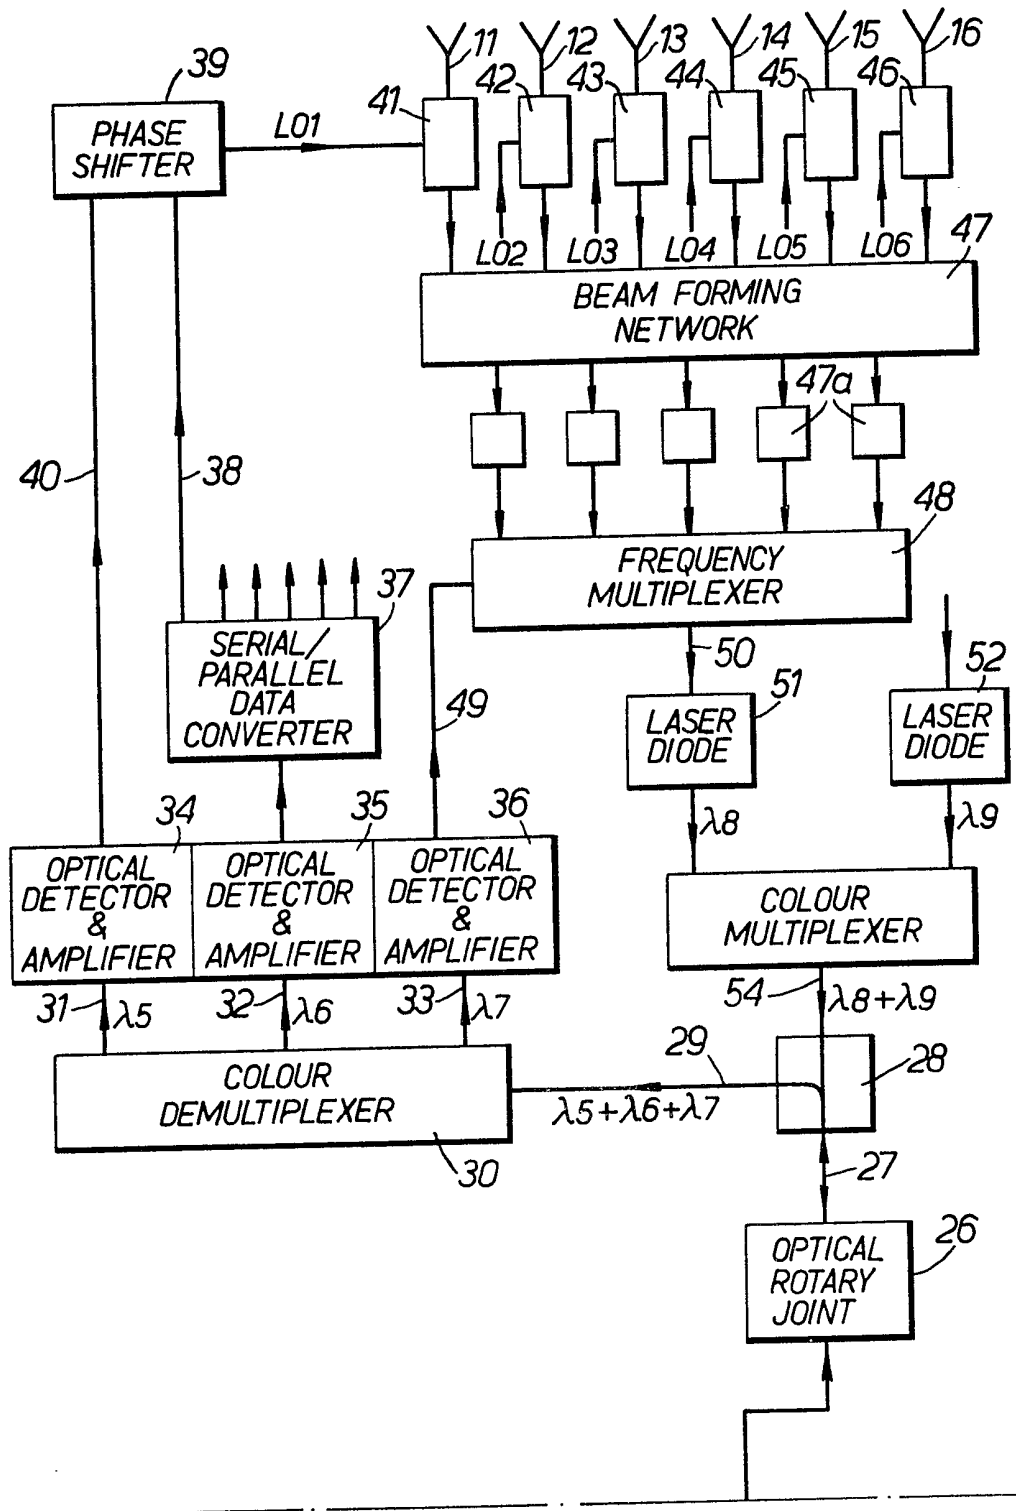 11
12
13
14
15
16
39
41
42
43
44
45
46
PHASE
SHIFTER
LO1
LO2
LO3
LO4
LO5
LO6
47
BEAM FORMING
NETWORK
47a
40
38
48
FREQUENCY
MULTIPLEXER
37
SERIAL/
PARALLEL
DATA
CONVERTER
49
50
51
52
LASER
DIODE
LASER
DIODE
34
35
36
λ8
λ9
OPTICAL
DETECTOR
&
AMPLIFIER
OPTICAL
DETECTOR
&
AMPLIFIER
OPTICAL
DETECTOR
&
AMPLIFIER
COLOUR
MULTIPLEXER
31
λ5
32
λ6
33
λ7
54
λ8+λ9
29
28
COLOUR
DEMULTIPLEXER
λ5+λ6+λ7
30
27
26
OPTICAL
ROTARY
JOINT